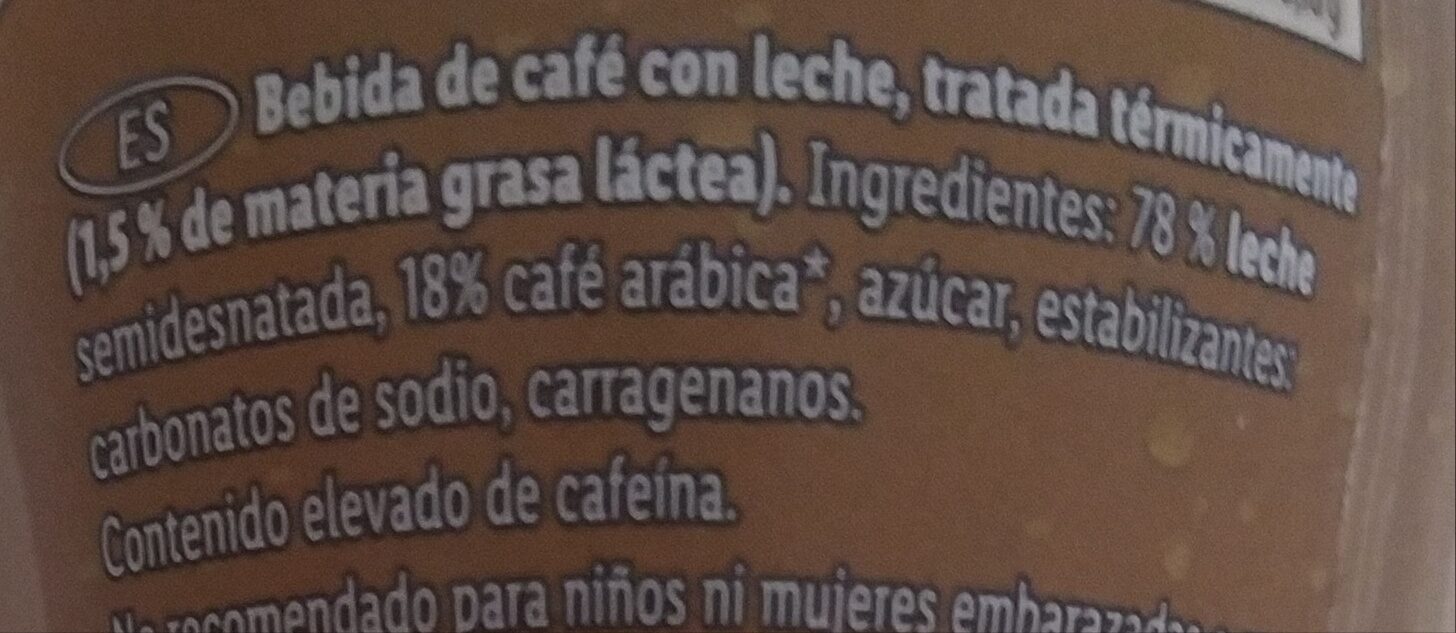 ES Bebida de café con leche, tratada térmicamente
(1,5 % de materia grasa láctea). Ingredientes: 78 % leche
semidesnatada, 18% café arábica*, azúcar, estabilizantes:
carbonatos de sodio, carragenanos.
Contenido elevado de cafeína.
No recomendado para niños ni mujeres